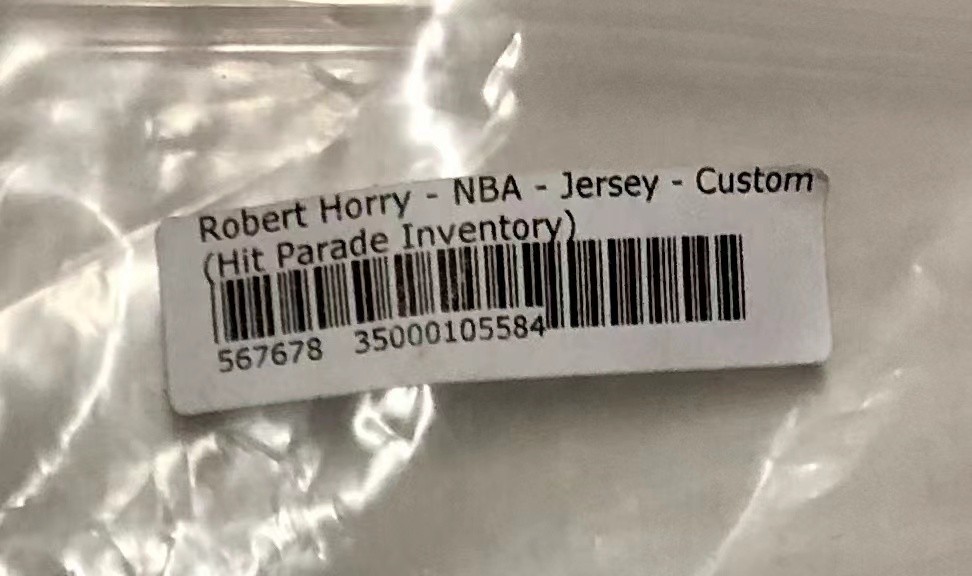 Robert Horry - NBA - Jersey - Custom
(Hit Parade Inventory)
567678 35000105584